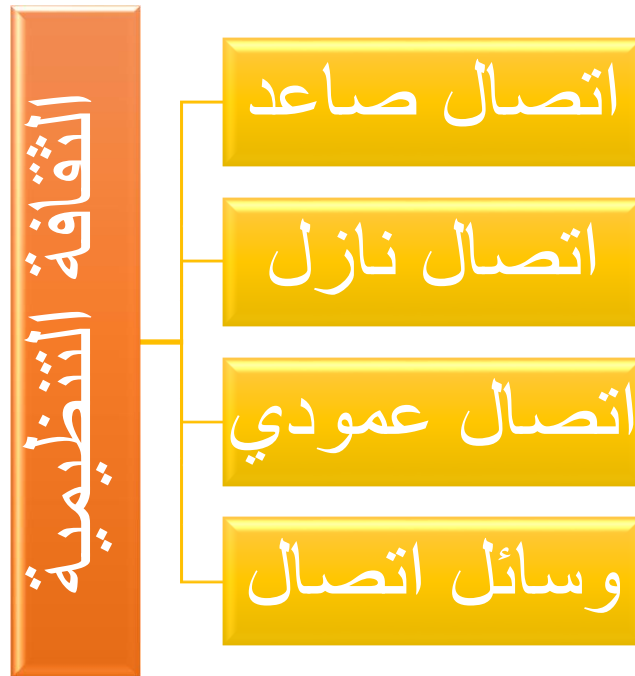 الثقافة التنظيمية
اتصال صاعد
اتصال نازل
اتصال عمودي
وسائل اتصال